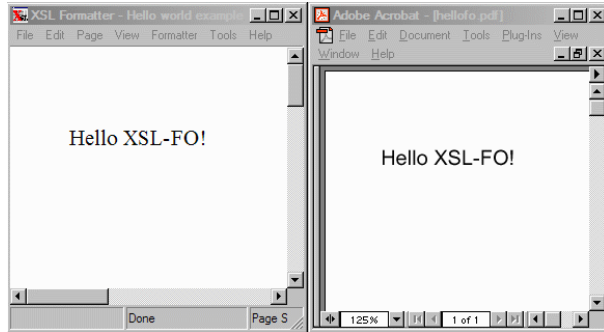 XSL Formatter - Hello world example
File Edit Page View Formatter Tools Help
Hello XSL-FO!
Done Page S
Adobe Acrobat - [hellofo.pdf]
File Edit Document Tools Plug-Ins View
Window Help
Hello XSL-FO!
125% 1 of 1